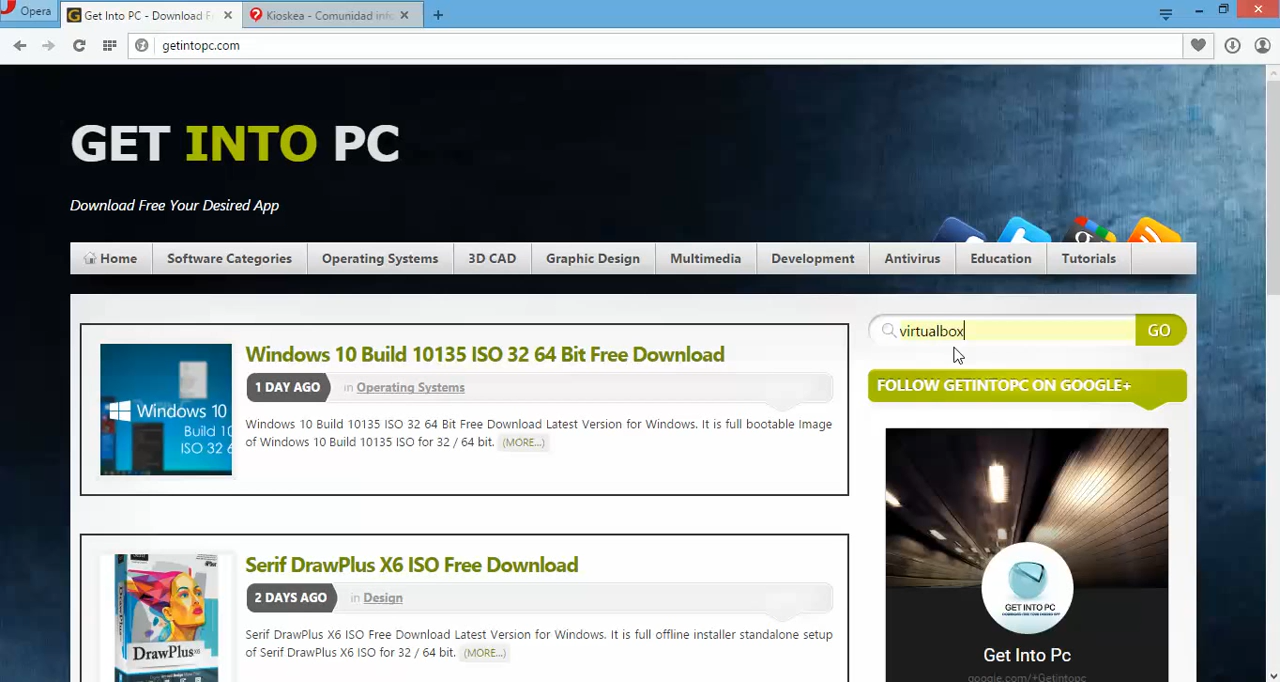 Opera
Get Into PC - Download F
Kioskea - Comunidad info
getintopc.com
GET INTO PC
Download Free Your Desired App
Home
Software Categories
Operating Systems
3D CAD
Graphic Design
Multimedia
Development
Antivirus
Education
Tutorials
virtualbox
GO
Windows 10 Build 10135 ISO 32 64 Bit Free Download
1 DAY AGO
in Operating Systems
Windows 10 Build 10135 ISO 32 64 Bit Free Download Latest Version for Windows. It is full bootable Image
of Windows 10 Build 10135 ISO for 32 / 64 bit. (MORE...)
Windows 10
Build 10
ISO 32 6
FOLLOW GETINTOPC ON GOOGLE+
Serif DrawPlus X6 ISO Free Download
2 DAYS AGO
in Design
Serif DrawPlus X6 ISO Free Download Latest Version for Windows. It is full offline installer standalone setup
of Serif DrawPlus X6 ISO for 32 / 64 bit. (MORE...)
DrawPlus X6
GET INTO PC
Get Into PC
google.com/+Getintopc